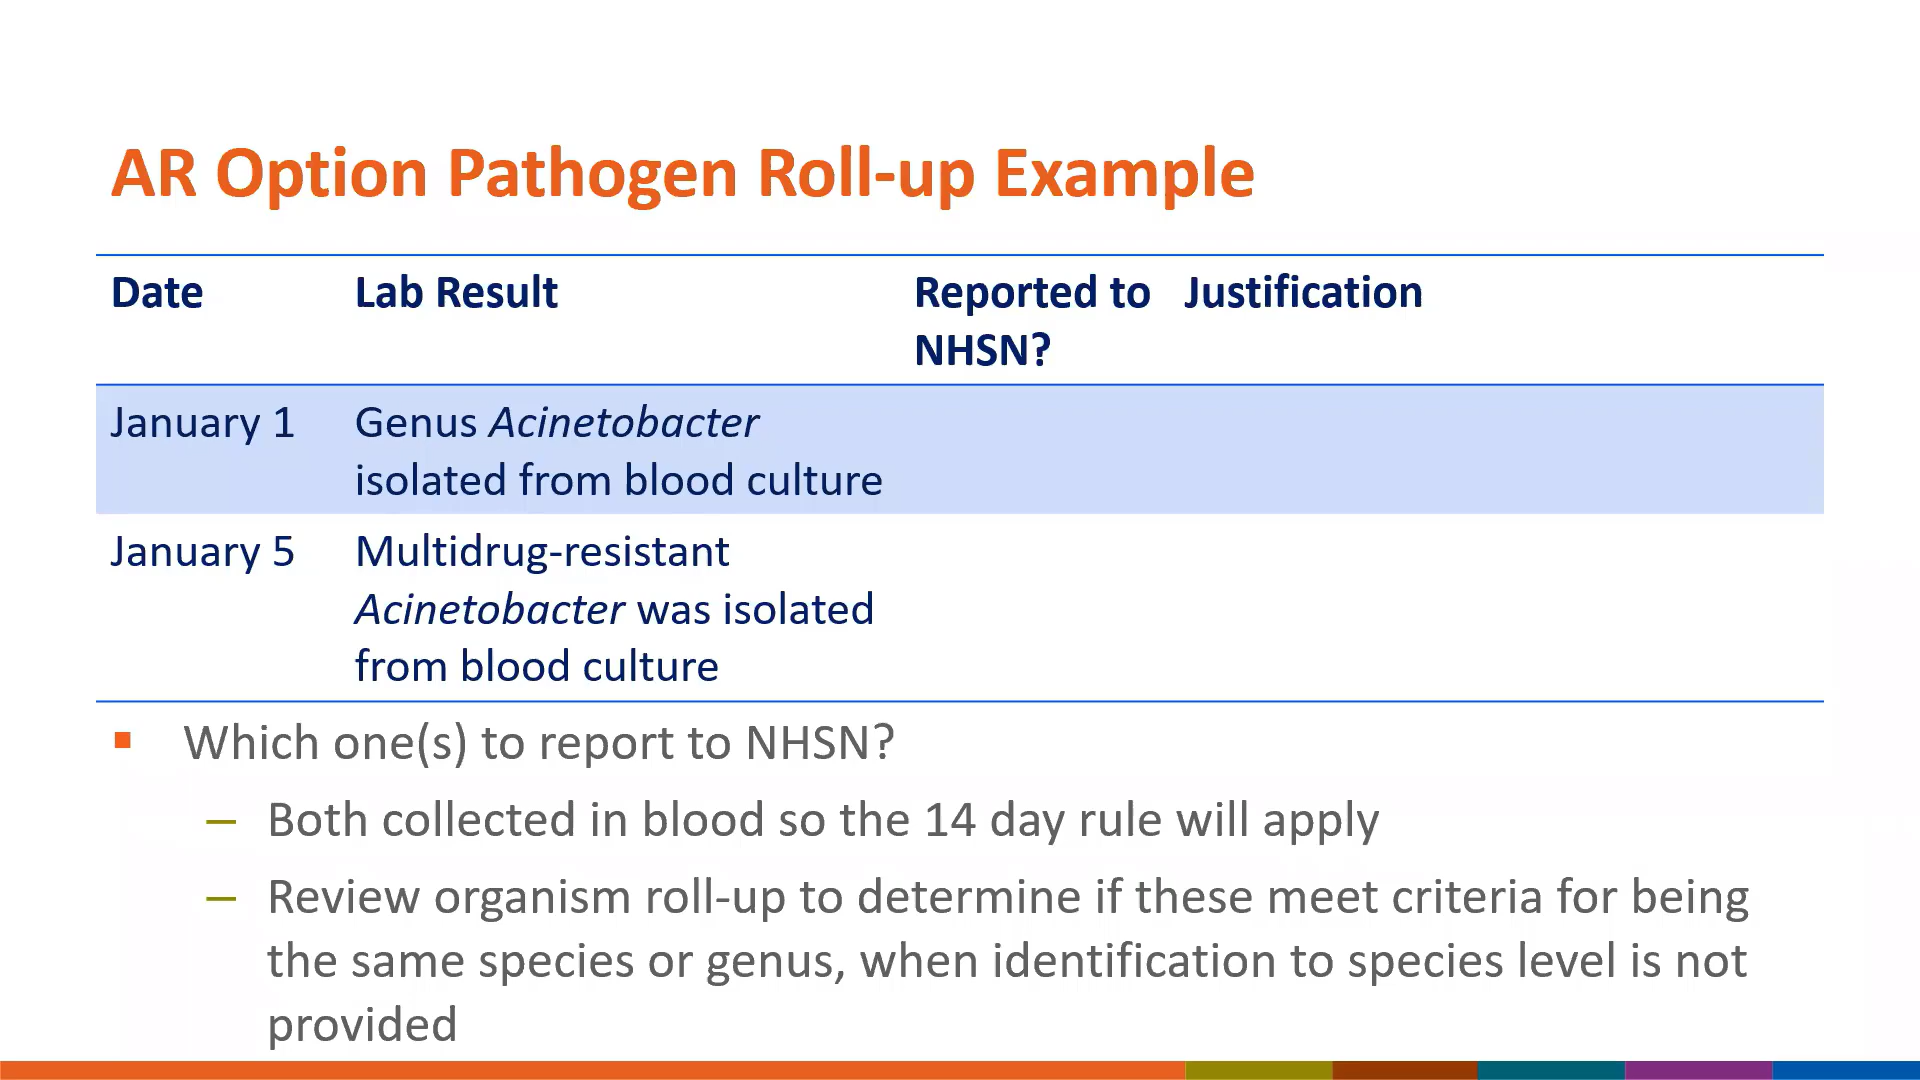 AR Option Pathogen Roll-up Example
Date Lab Result Reported to Justification
NHSN?
January 1 Genus Acinetobacter
isolated from blood culture
January 5 Multidrug-resistant
Acinetobacter was isolated
from blood culture
▪ Which one(s) to report to NHSN?
– Both collected in blood so the 14 day rule will apply
– Review organism roll-up to determine if these meet criteria for being
the same species or genus, when identification to species level is not
provided